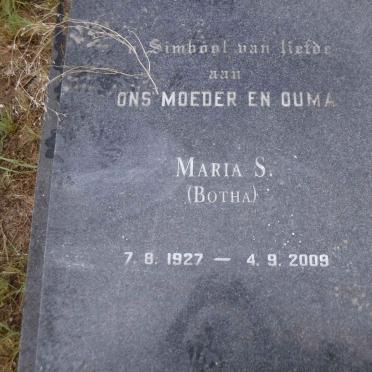 'n Simbool van liefde
aan
ONS MOEDER EN OUMA
MARIA S.
(BOTHA)
7. 8. 1927 — 4. 9. 2009